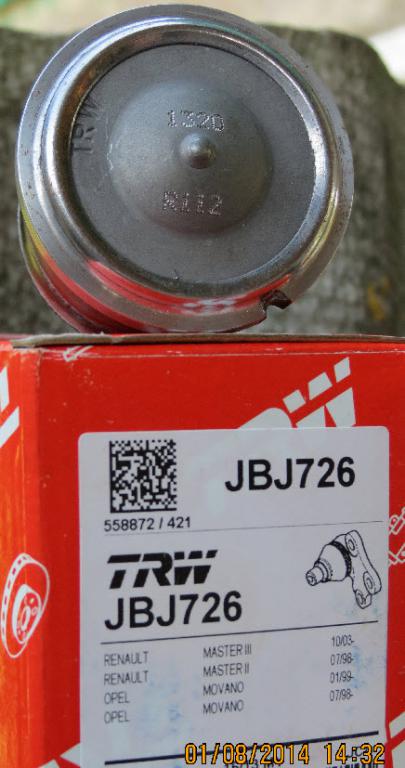 TRW
1320
R112
TRW
JBJ726
558872 / 421
TRW
JBJ726
RENAULT MASTER III 10/03-
RENAULT MASTER II 07/98-
OPEL MOVANO 01/99-
OPEL MOVANO 07/98-
01/08/2014 14:32